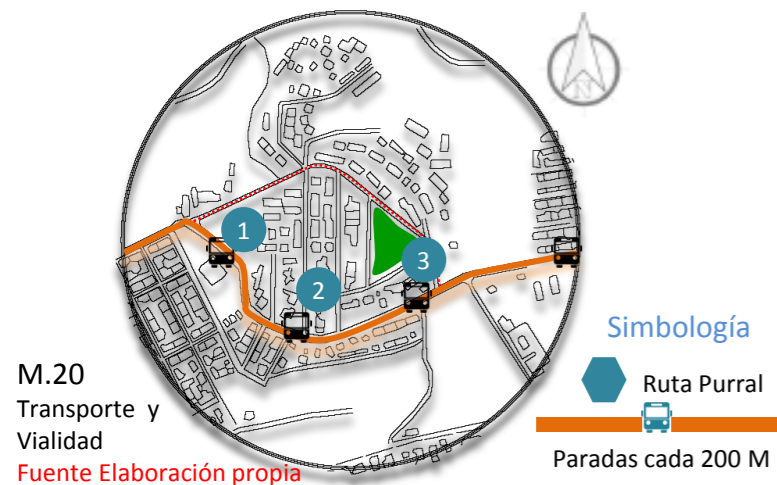 N
1
2
3
Simbología
Ruta Purral
Paradas cada 200 M
M.20
Transporte y
Vialidad
Fuente Elaboración propia